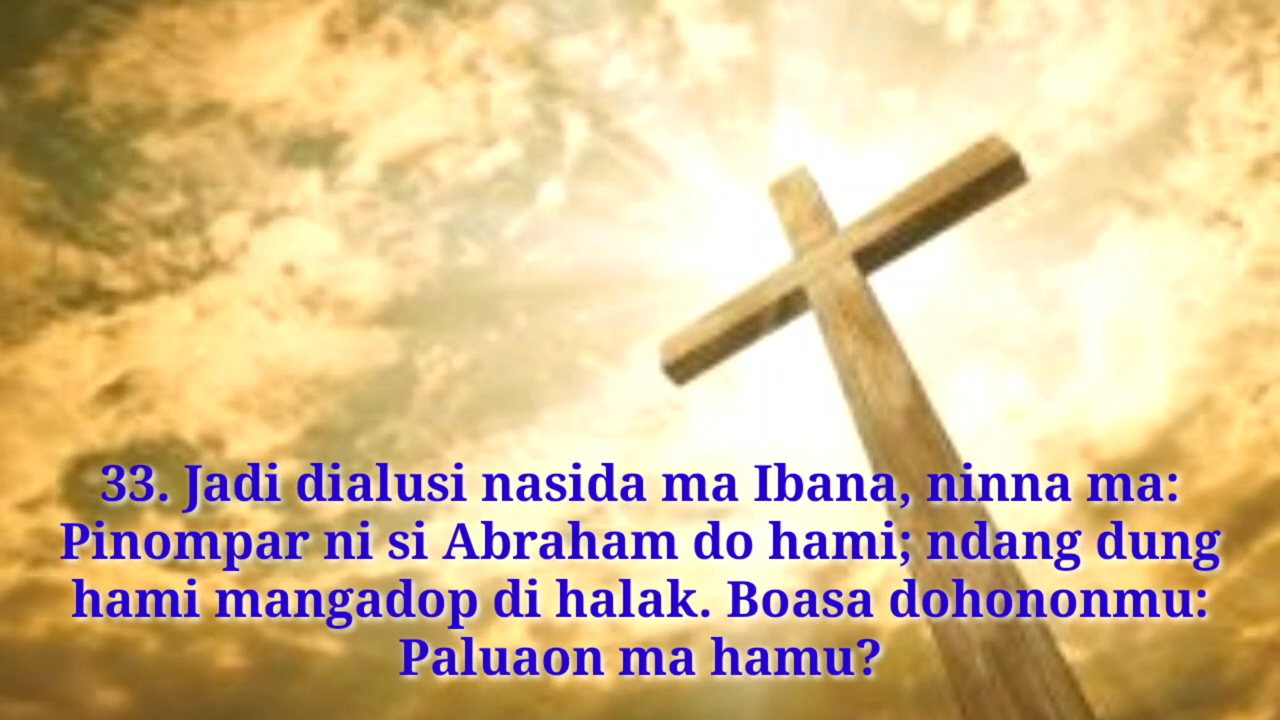 33. Jadi dialusi nasida ma Ibana, ninna ma:
Pinompar ni si Abraham do hami; ndang dung
hami mangadop di halak. Boasa dohononmu:
Paluaon ma hamu?